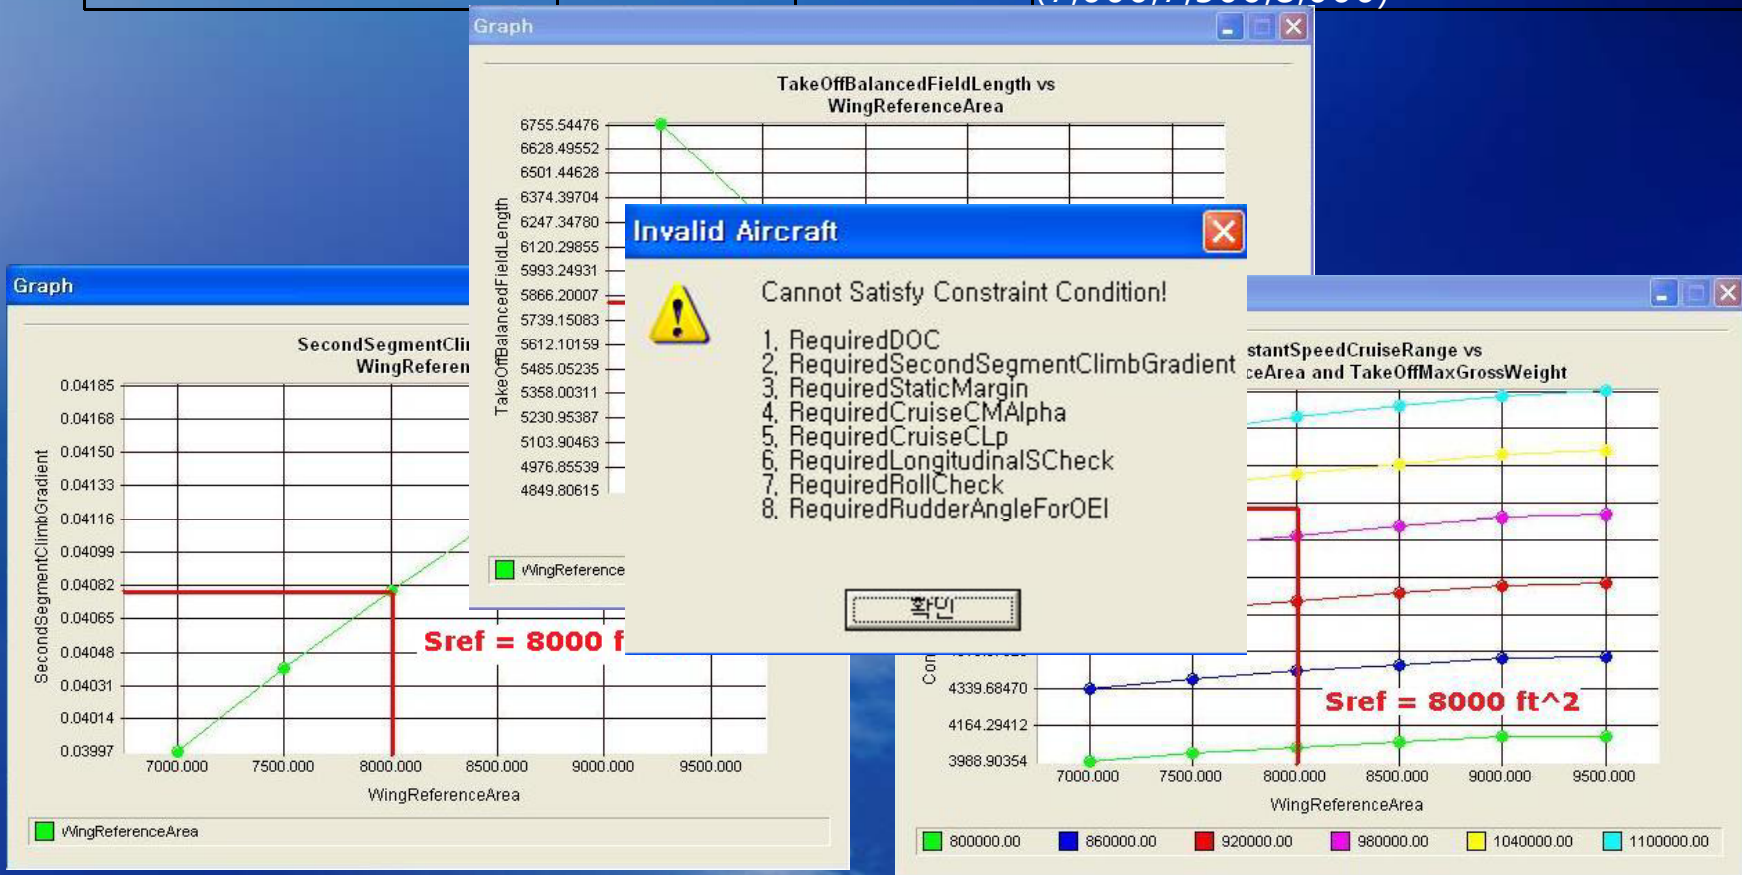 Graph
TakeOffBalancedFieldLength vs
WingReferenceArea
6755.54476
6628.49552
6501.44628
6374.39704
6247.34780
6120.29855
5993.24931
5866.20007
5739.15083
5612.10159
5485.05235
5358.00311
5230.95387
5103.90463
4976.85539
4849.80615
TakeOffBalancedFieldLength
WingReference
Invalid Aircraft
Cannot Satisfy Constraint Condition!
1, RequiredDOC
2, RequiredSecondSegmentClimbGradient
3, RequiredStaticMargin
4, RequiredCruiseCMAlpha
5, RequiredCruiseCLp
6, RequiredLongitudinalSCheck
7, RequiredRollCheck
8, RequiredRudderAngleForOEI
확인
Graph
SecondSegmentCli
WingReferen
0.04185
0.04168
0.04150
0.04133
0.04116
0.04099
0.04082
0.04065
0.04048
0.04031
0.04014
0.03997
SecondSegmentClimbGradient
Sref = 8000 f
7000.000 7500.000 8000.000 8500.000 9000.000 9500.000
WingReferenceArea
WingReferenceArea
stantSpeedCruiseRange vs
ceArea and TakeOffMaxGrossWeight
Con
4339.68470
4164.29412
3988.90354
Sref = 8000 ft^2
7000.000 7500.000 8000.000 8500.000 9000.000 9500.000
WingReferenceArea
800000.00 860000.00 920000.00 980000.00 1040000.00 1100000.00